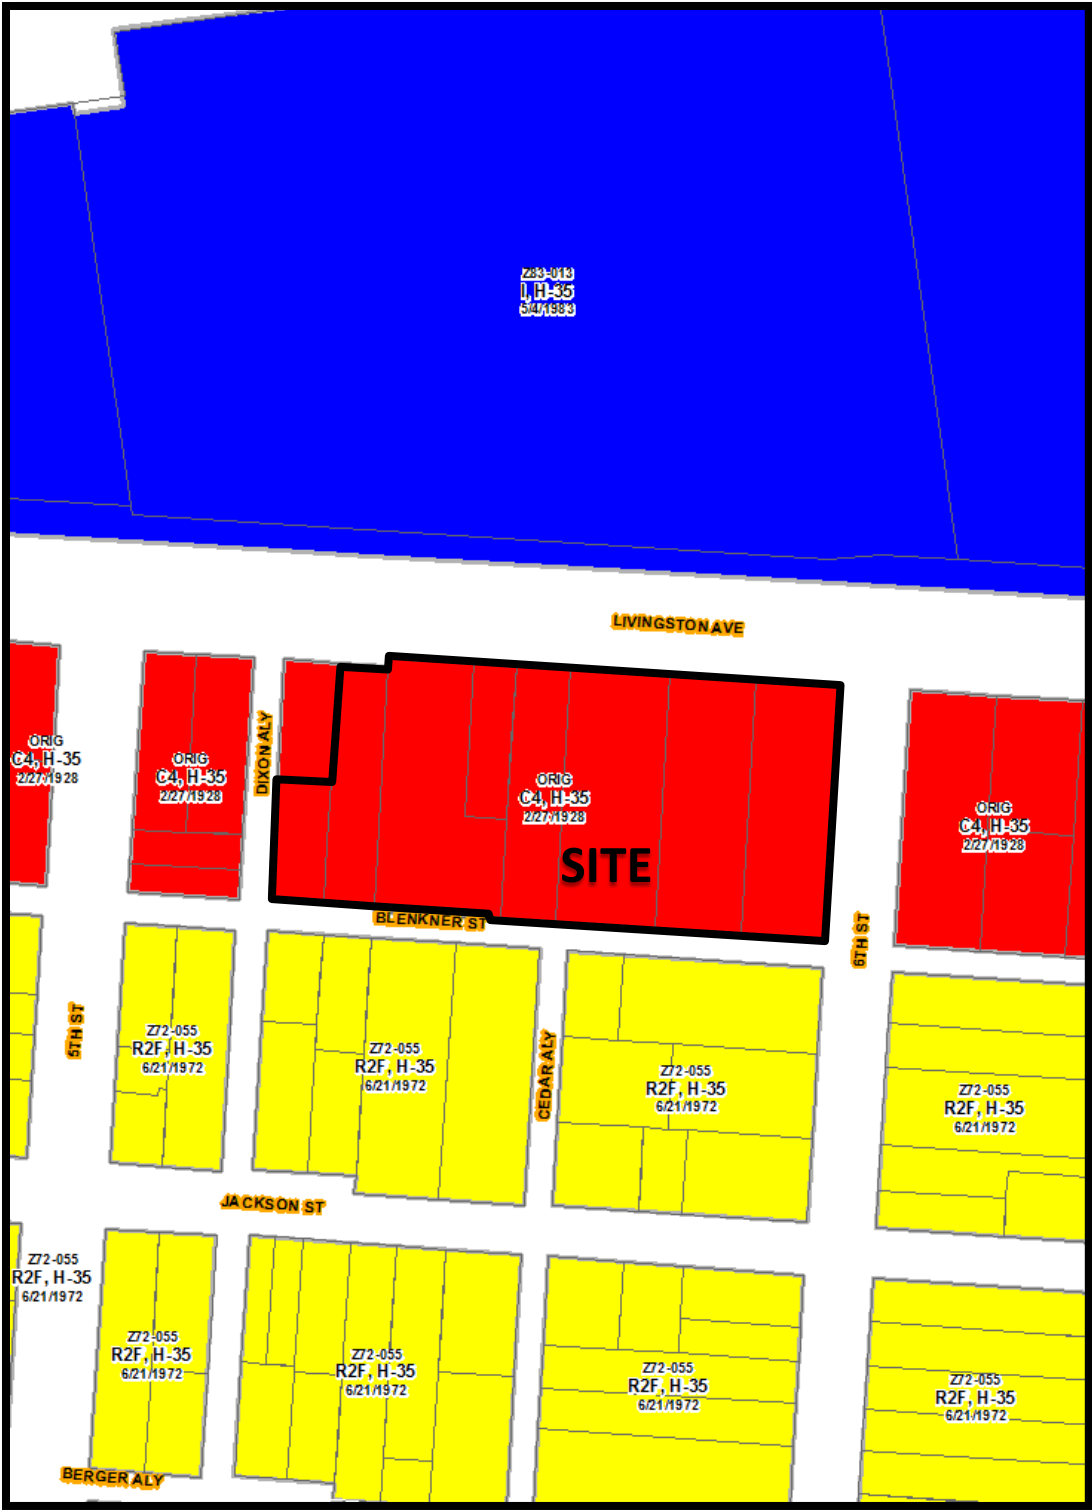 Z83-013
I, H-35
5/4/1983
LIVINGSTON AVE
ORIG
C4, H-35
2/27/1928
ORIG
C4, H-35
2/27/1928
DIXON ALY
ORIG
C4, H-35
2/27/1928
SITE
ORIG
C4, H-35
2/27/1928
BLENKNER ST
6TH ST
5TH ST
Z72-055
R2F, H-35
6/21/1972
Z72-055
R2F, H-35
6/21/1972
CEDAR ALY
Z72-055
R2F, H-35
6/21/1972
Z72-055
R2F, H-35
6/21/1972
JACKSON ST
Z72-055
R2F, H-35
6/21/1972
Z72-055
R2F, H-35
6/21/1972
Z72-055
R2F, H-35
6/21/1972
Z72-055
R2F, H-35
6/21/1972
Z72-055
R2F, H-35
6/21/1972
BERGER ALY